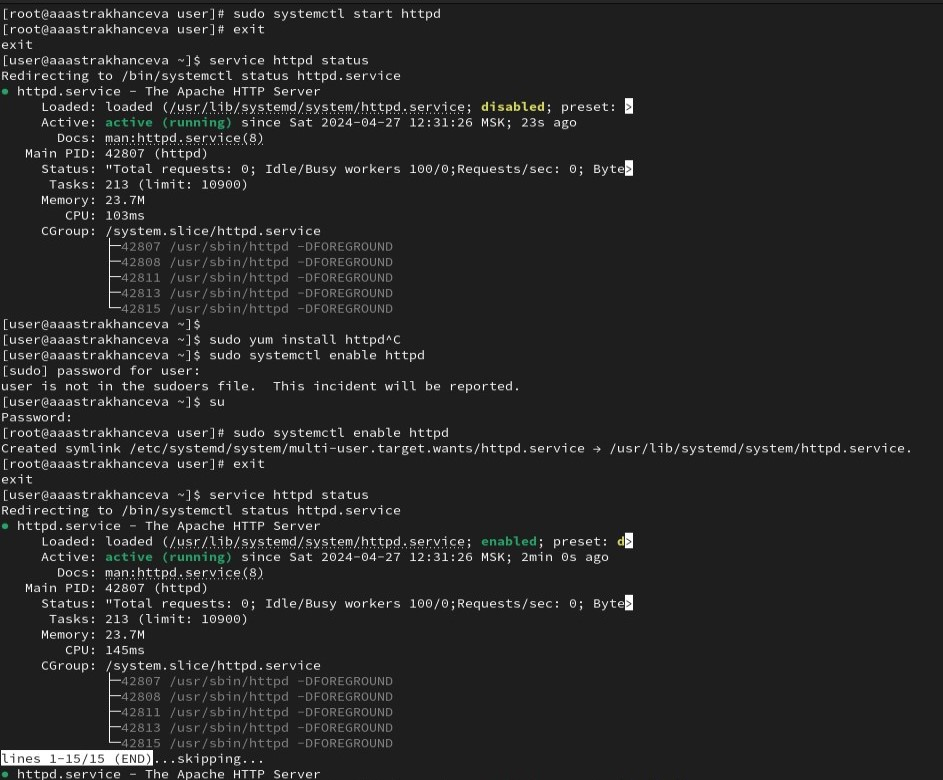 [root@aaastrakhanceva user]# sudo systemctl start httpd
[root@aaastrakhanceva user]# exit
exit
[user@aaastrakhanceva ~]$ service httpd status
Redirecting to /bin/systemctl status httpd.service
● httpd.service - The Apache HTTP Server
     Loaded: loaded (/usr/lib/systemd/system/httpd.service; disabled; preset: >
     Active: active (running) since Sat 2024-04-27 12:31:26 MSK; 23s ago
       Docs: man:httpd.service(8)
   Main PID: 42807 (httpd)
     Status: "Total requests: 0; Idle/Busy workers 100/0;Requests/sec: 0; Byte>
      Tasks: 213 (limit: 10900)
     Memory: 23.7M
        CPU: 103ms
     CGroup: /system.slice/httpd.service
             ├─42807 /usr/sbin/httpd -DFOREGROUND
             ├─42808 /usr/sbin/httpd -DFOREGROUND
             ├─42811 /usr/sbin/httpd -DFOREGROUND
             ├─42813 /usr/sbin/httpd -DFOREGROUND
             └─42815 /usr/sbin/httpd -DFOREGROUND
[user@aaastrakhanceva ~]$
[user@aaastrakhanceva ~]$ sudo yum install httpd^C
[user@aaastrakhanceva ~]$ sudo systemctl enable httpd
[sudo] password for user:
user is not in the sudoers file.  This incident will be reported.
[user@aaastrakhanceva ~]$ su
Password:
[root@aaastrakhanceva user]# sudo systemctl enable httpd
Created symlink /etc/systemd/system/multi-user.target.wants/httpd.service → /usr/lib/systemd/system/httpd.service.
[root@aaastrakhanceva user]# exit
exit
[user@aaastrakhanceva ~]$ service httpd status
Redirecting to /bin/systemctl status httpd.service
● httpd.service - The Apache HTTP Server
     Loaded: loaded (/usr/lib/systemd/system/httpd.service; enabled; preset: d>
     Active: active (running) since Sat 2024-04-27 12:31:26 MSK; 2min 0s ago
       Docs: man:httpd.service(8)
   Main PID: 42807 (httpd)
     Status: "Total requests: 0; Idle/Busy workers 100/0;Requests/sec: 0; Byte>
      Tasks: 213 (limit: 10900)
     Memory: 23.7M
        CPU: 145ms
     CGroup: /system.slice/httpd.service
             ├─42807 /usr/sbin/httpd -DFOREGROUND
             ├─42808 /usr/sbin/httpd -DFOREGROUND
             ├─42811 /usr/sbin/httpd -DFOREGROUND
             ├─42813 /usr/sbin/httpd -DFOREGROUND
             └─42815 /usr/sbin/httpd -DFOREGROUND
lines 1-15/15 (END)...skipping...
● httpd.service - The Apache HTTP Server